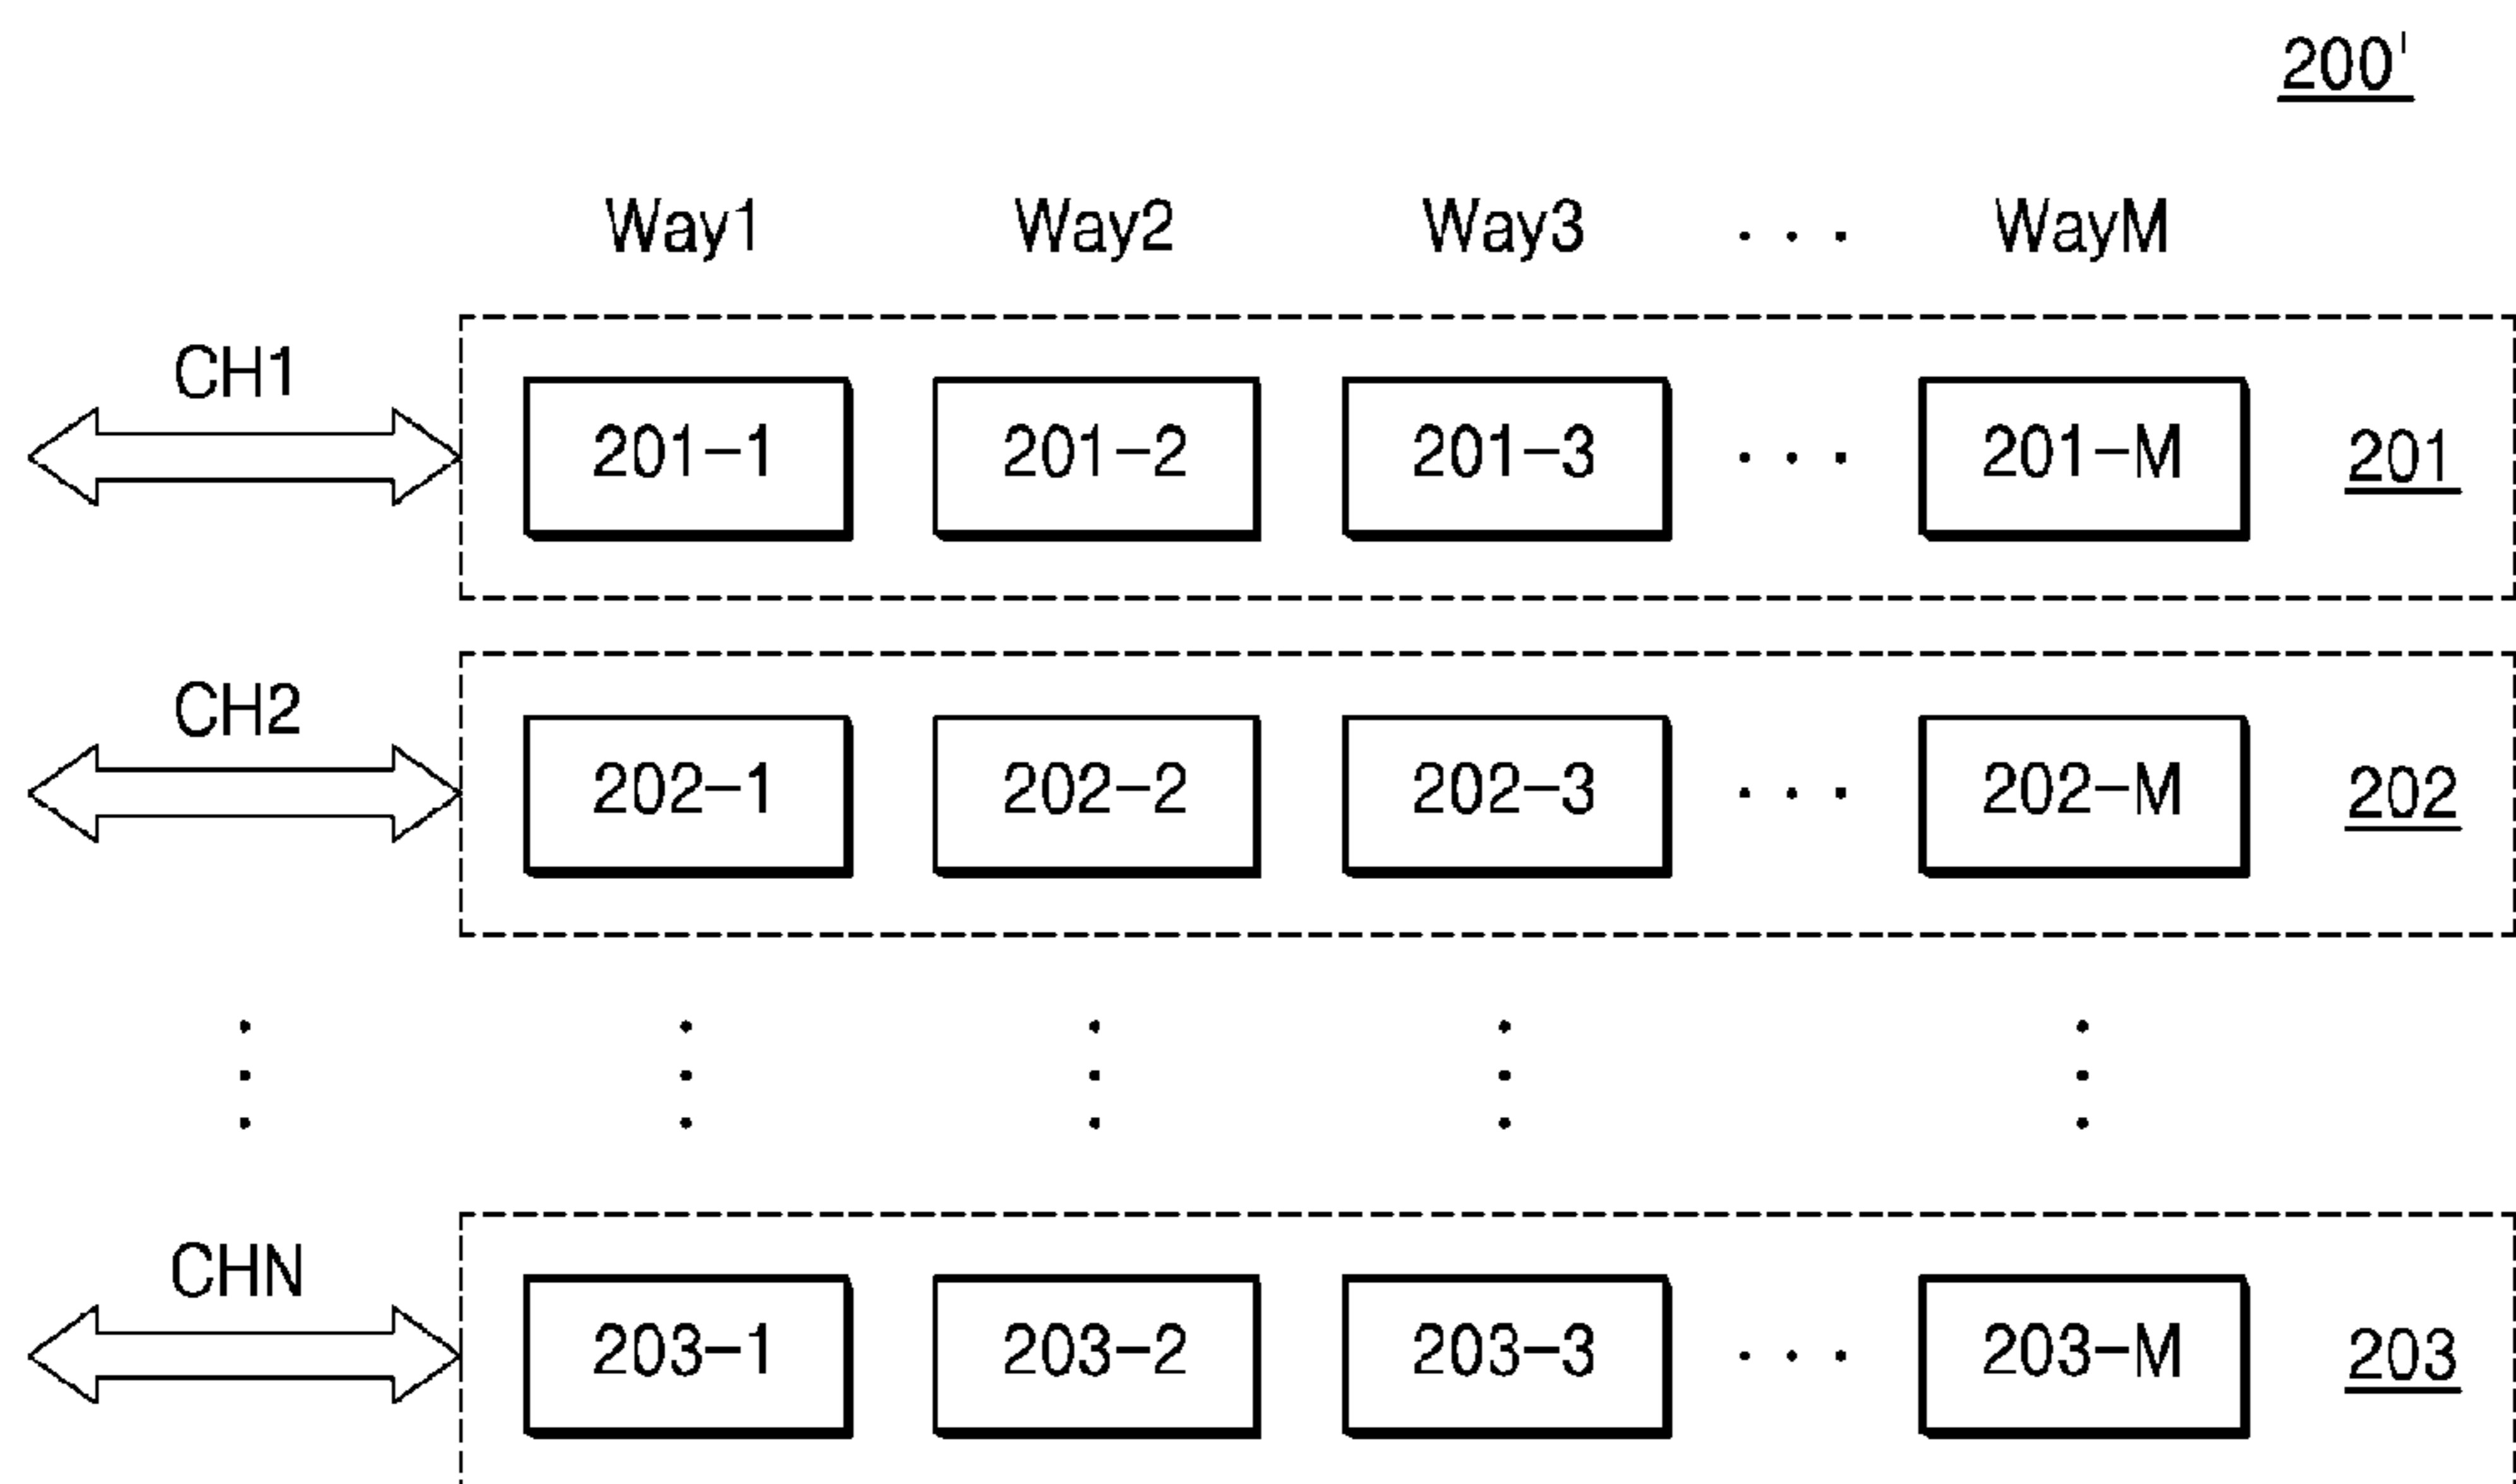 200'
Way1 Way2 Way3 · · · WayM
CH1
201-1 201-2 201-3 · · · 201-M 201
CH2
202-1 202-2 202-3 · · · 202-M 202
CHN
203-1 203-2 203-3 · · · 203-M 203